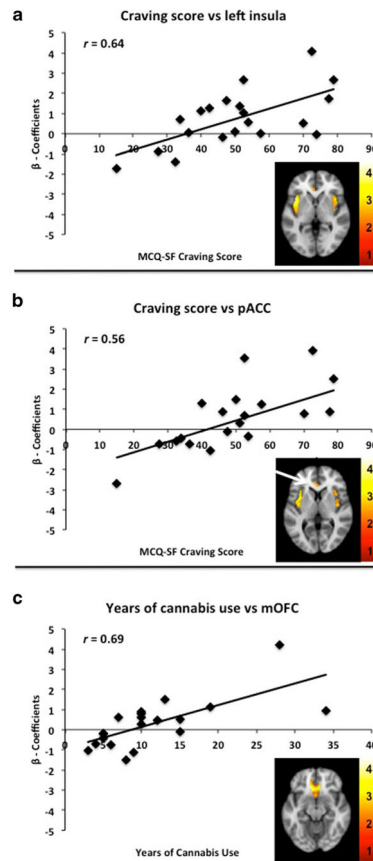 a
Craving score vs left insula
r = 0.64
β - Coefficients
5
4
3
2
1
0
-1
-2
-3
-4
-5
0 10 20 30 40 50 60 70 80 90
MCQ-SF Craving Score
4
3
2
1
b
Craving score vs pACC
r = 0.56
β - Coefficients
5
4
3
2
1
0
-1
-2
-3
-4
-5
0 10 20 30 40 50 60 70 80 90
MCQ-SF Craving Score
4
3
2
1
c
Years of cannabis use vs mOFC
r = 0.69
β - Coefficients
5
4
3
2
1
0
-1
-2
-3
-4
-5
0 5 10 15 20 25 30 35 40
Years of Cannabis Use
4
3
2
1